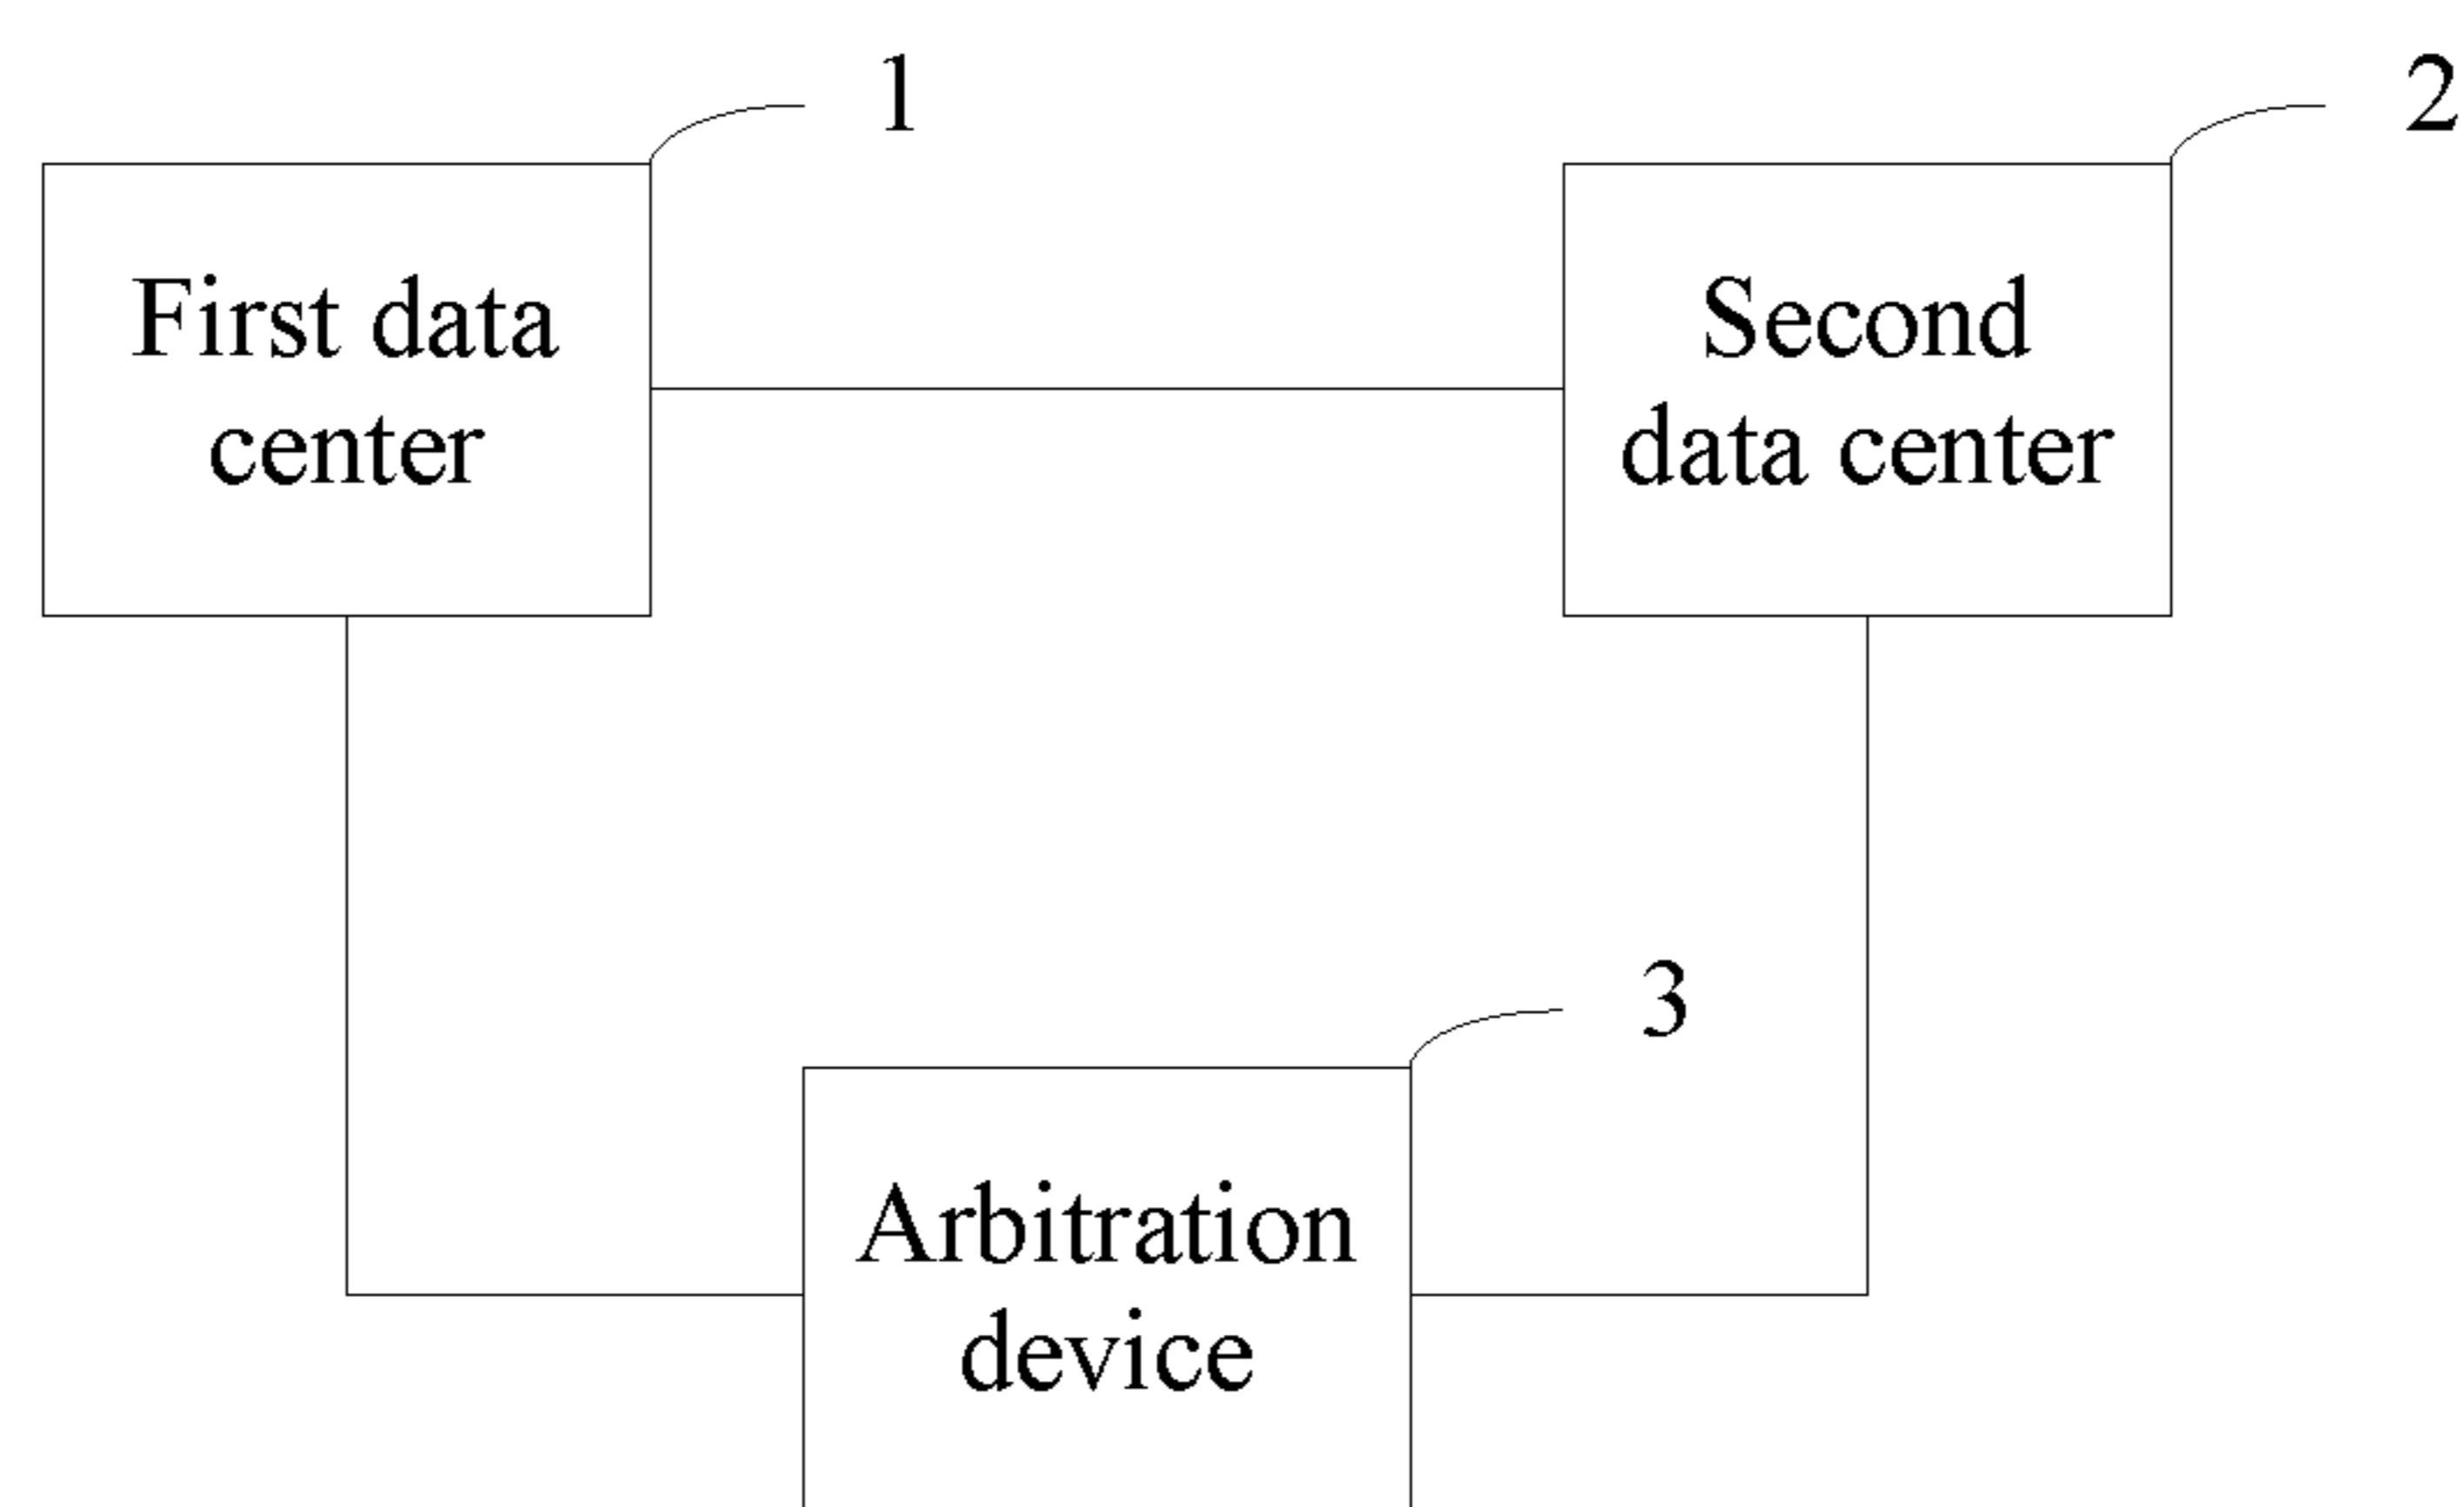 1
2
First data
center
Second
data center
3
Arbitration
device